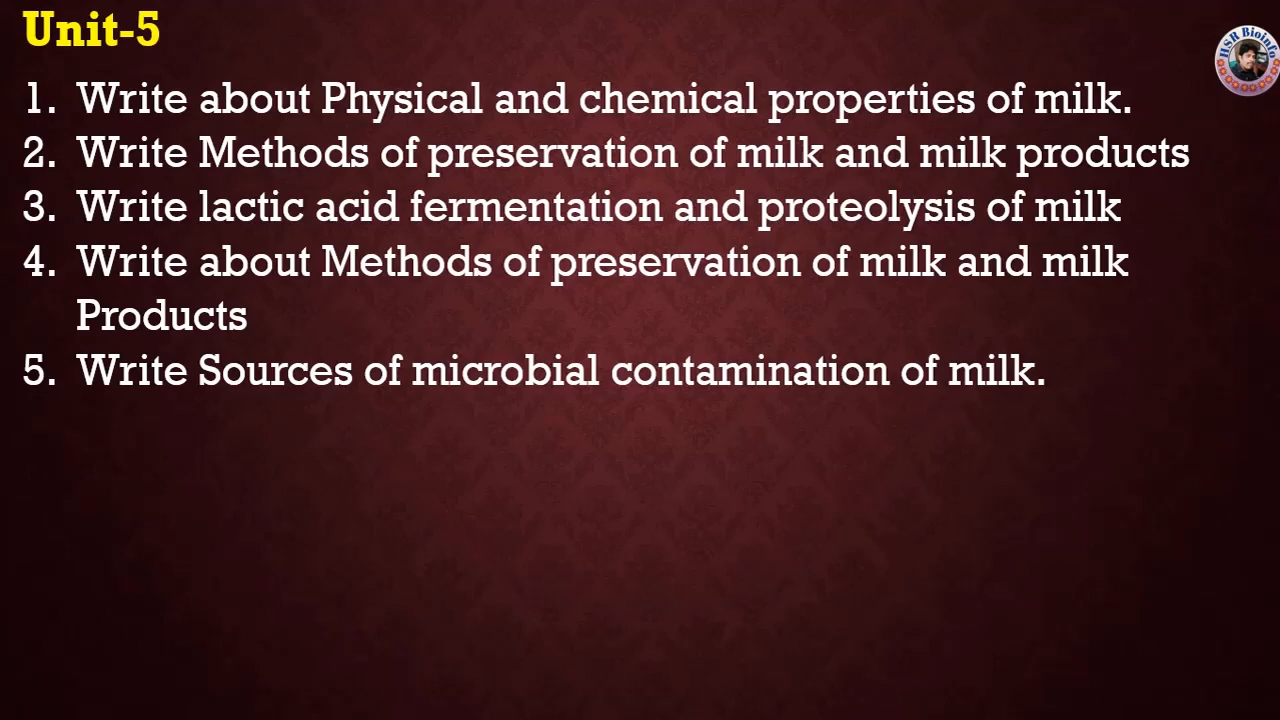 Unit-5
HSR Bioinfo
1. Write about Physical and chemical properties of milk.
2. Write Methods of preservation of milk and milk products
3. Write lactic acid fermentation and proteolysis of milk
4. Write about Methods of preservation of milk and milk
Products
5. Write Sources of microbial contamination of milk.